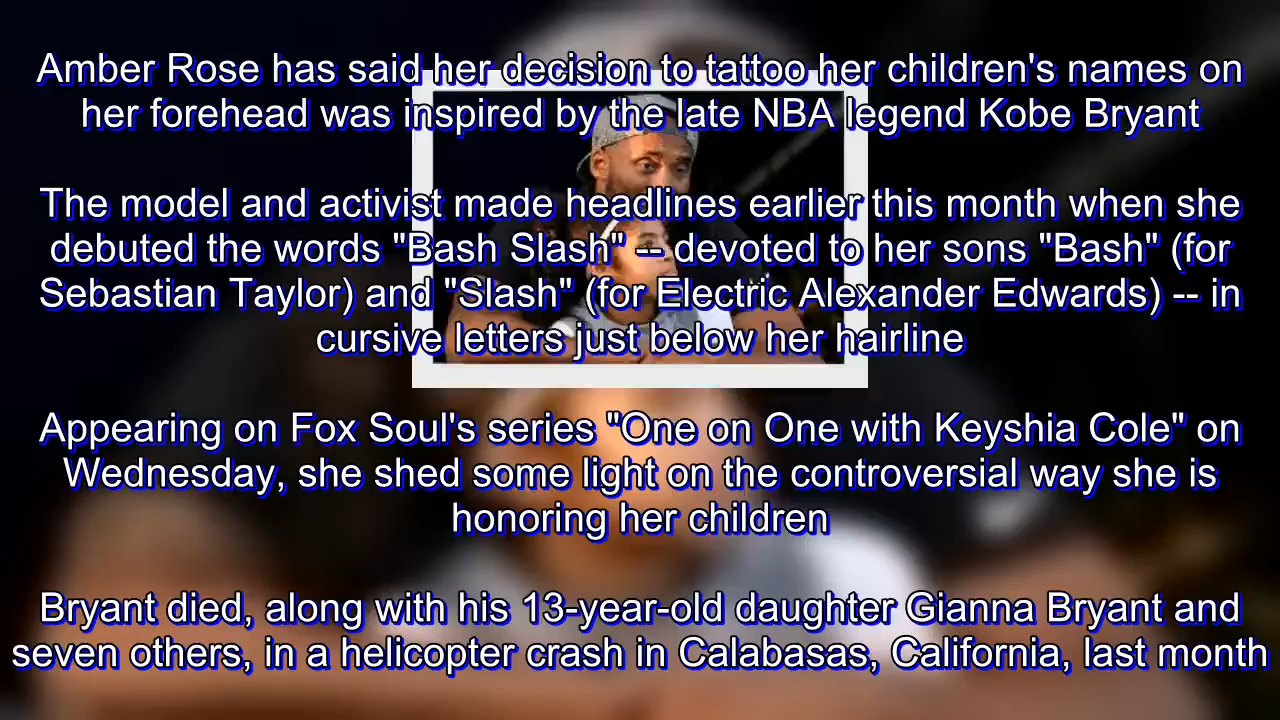 Amber Rose has said her decision to tattoo her children's names on
her forehead was inspired by the late NBA legend Kobe Bryant
The model and activist made headlines earlier this month when she
debuted the words "Bash Slash" -- devoted to her sons "Bash" (for
Sebastian Taylor) and "Slash" (for Electric Alexander Edwards) -- in
cursive letters just below her hairline
Appearing on Fox Soul's series "One on One with Keyshia Cole" on
Wednesday, she shed some light on the controversial way she is
honoring her children
Bryant died, along with his 13-year-old daughter Gianna Bryant and
seven others, in a helicopter crash in Calabasas, California, last month